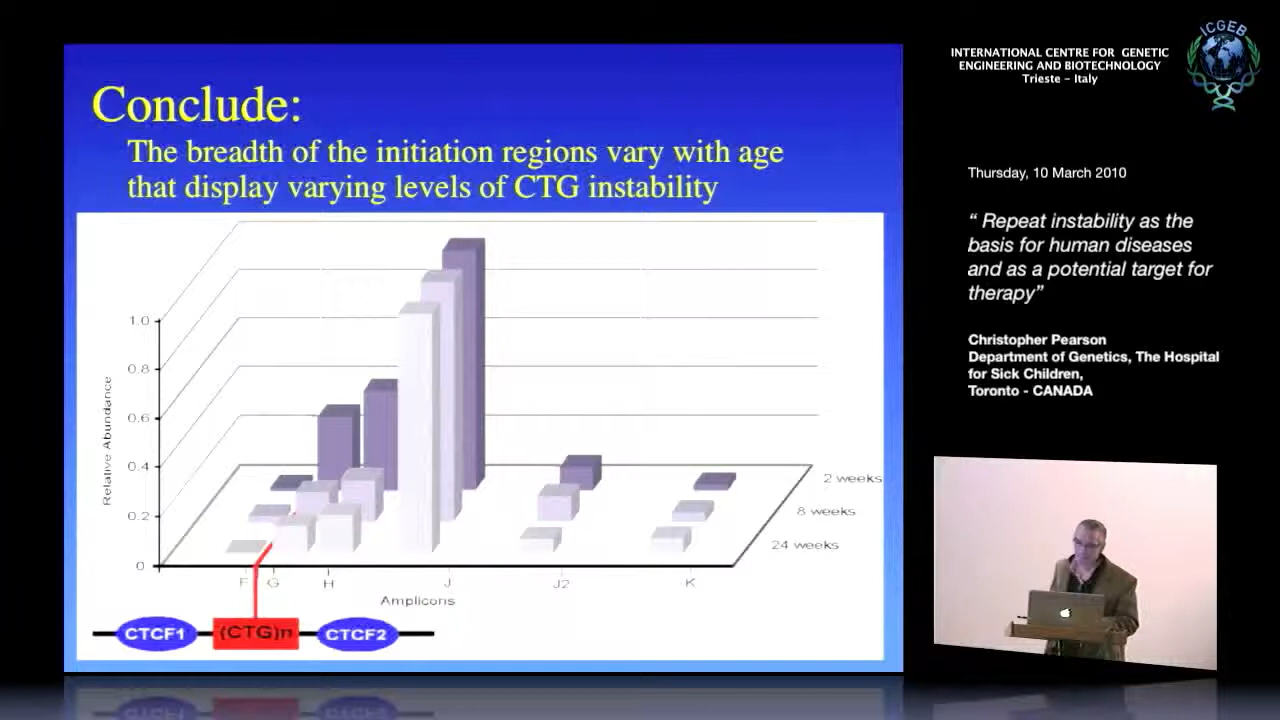 Conclude:
The breadth of the initiation regions vary with age
that display varying levels of CTG instability
1.0
0.8
0.6
0.4
0.2
0
Relative Abundance
2 weeks
8 weeks
24 weeks
F G H J J2 K
Amplicons
CTCF1 (CTG)n CTCF2
INTERNATIONAL CENTRE FOR GENETIC
ENGINEERING AND BIOTECHNOLOGY
Trieste – Italy
ICGEB
Thursday, 10 March 2010
“ Repeat instability as the
basis for human diseases
and as a potential target for
therapy”
Christopher Pearson
Department of Genetics, The Hospital
for Sick Children,
Toronto - CANADA